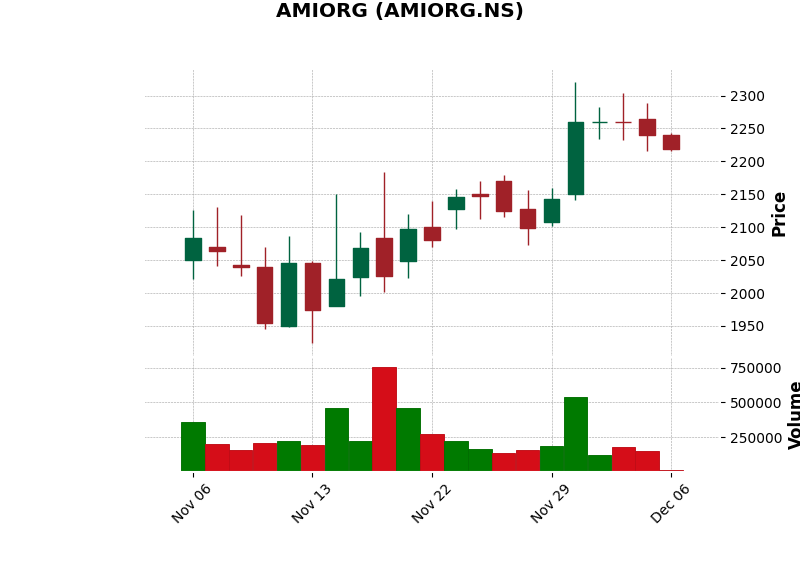 AMIORG (AMIORG.NS)
2300
2250
2200
2150
2100
2050
2000
1950
Price
750000
500000
250000
Volume
Nov 06
Nov 13
Nov 22
Nov 29
Dec 06